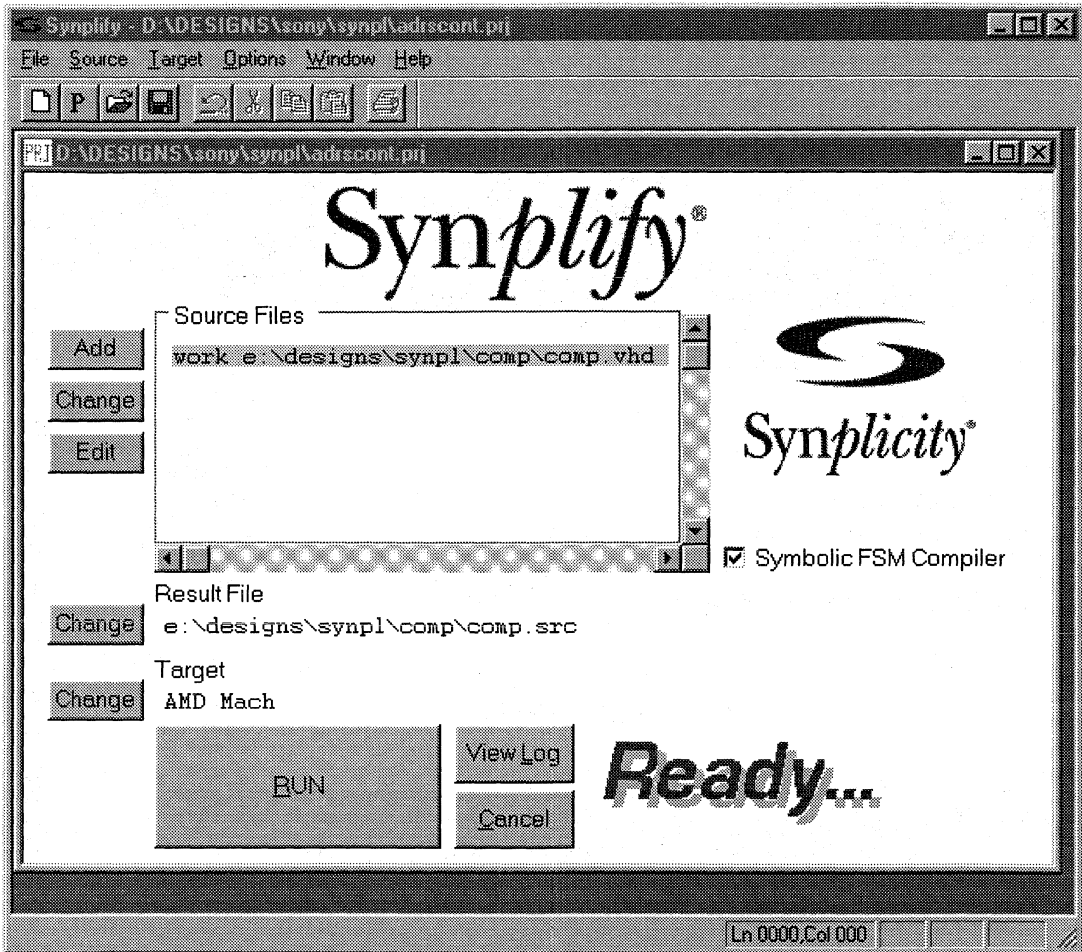 Synplify - D:\DESIGNS\sony\synpl\adrscont.prj
File Source Target Options Window Help
P
PRJ D:\DESIGNS\sony\synpl\adrscont.prj
Synplify®
Source Files
Add
work e:\designs\synpl\comp\comp.vhd
Change
Edit
Synplicity®
Symbolic FSM Compiler
Result File
Change e:\designs\synpl\comp\comp.src
Target
Change AMD Mach
RUN
View Log
Cancel
Ready...
Ln 0000,Col 000